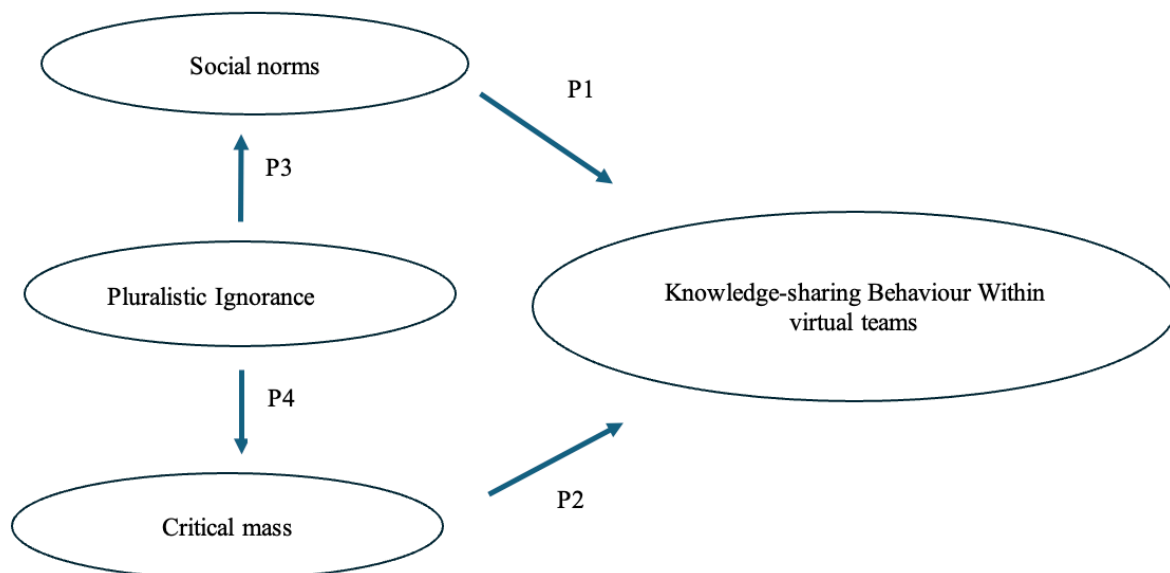 Social norms
P1
P3
Pluralistic Ignorance
Knowledge-sharing Behaviour Within
virtual teams
P4
P2
Critical mass